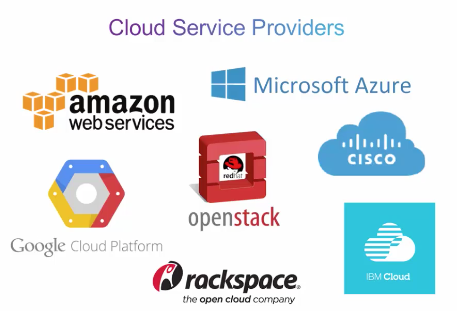 Cloud Service Providers
amazon
web services
Microsoft Azure
CISCO
redhat
openstack
Google Cloud Platform
IBM Cloud
rackspace®
the open cloud company